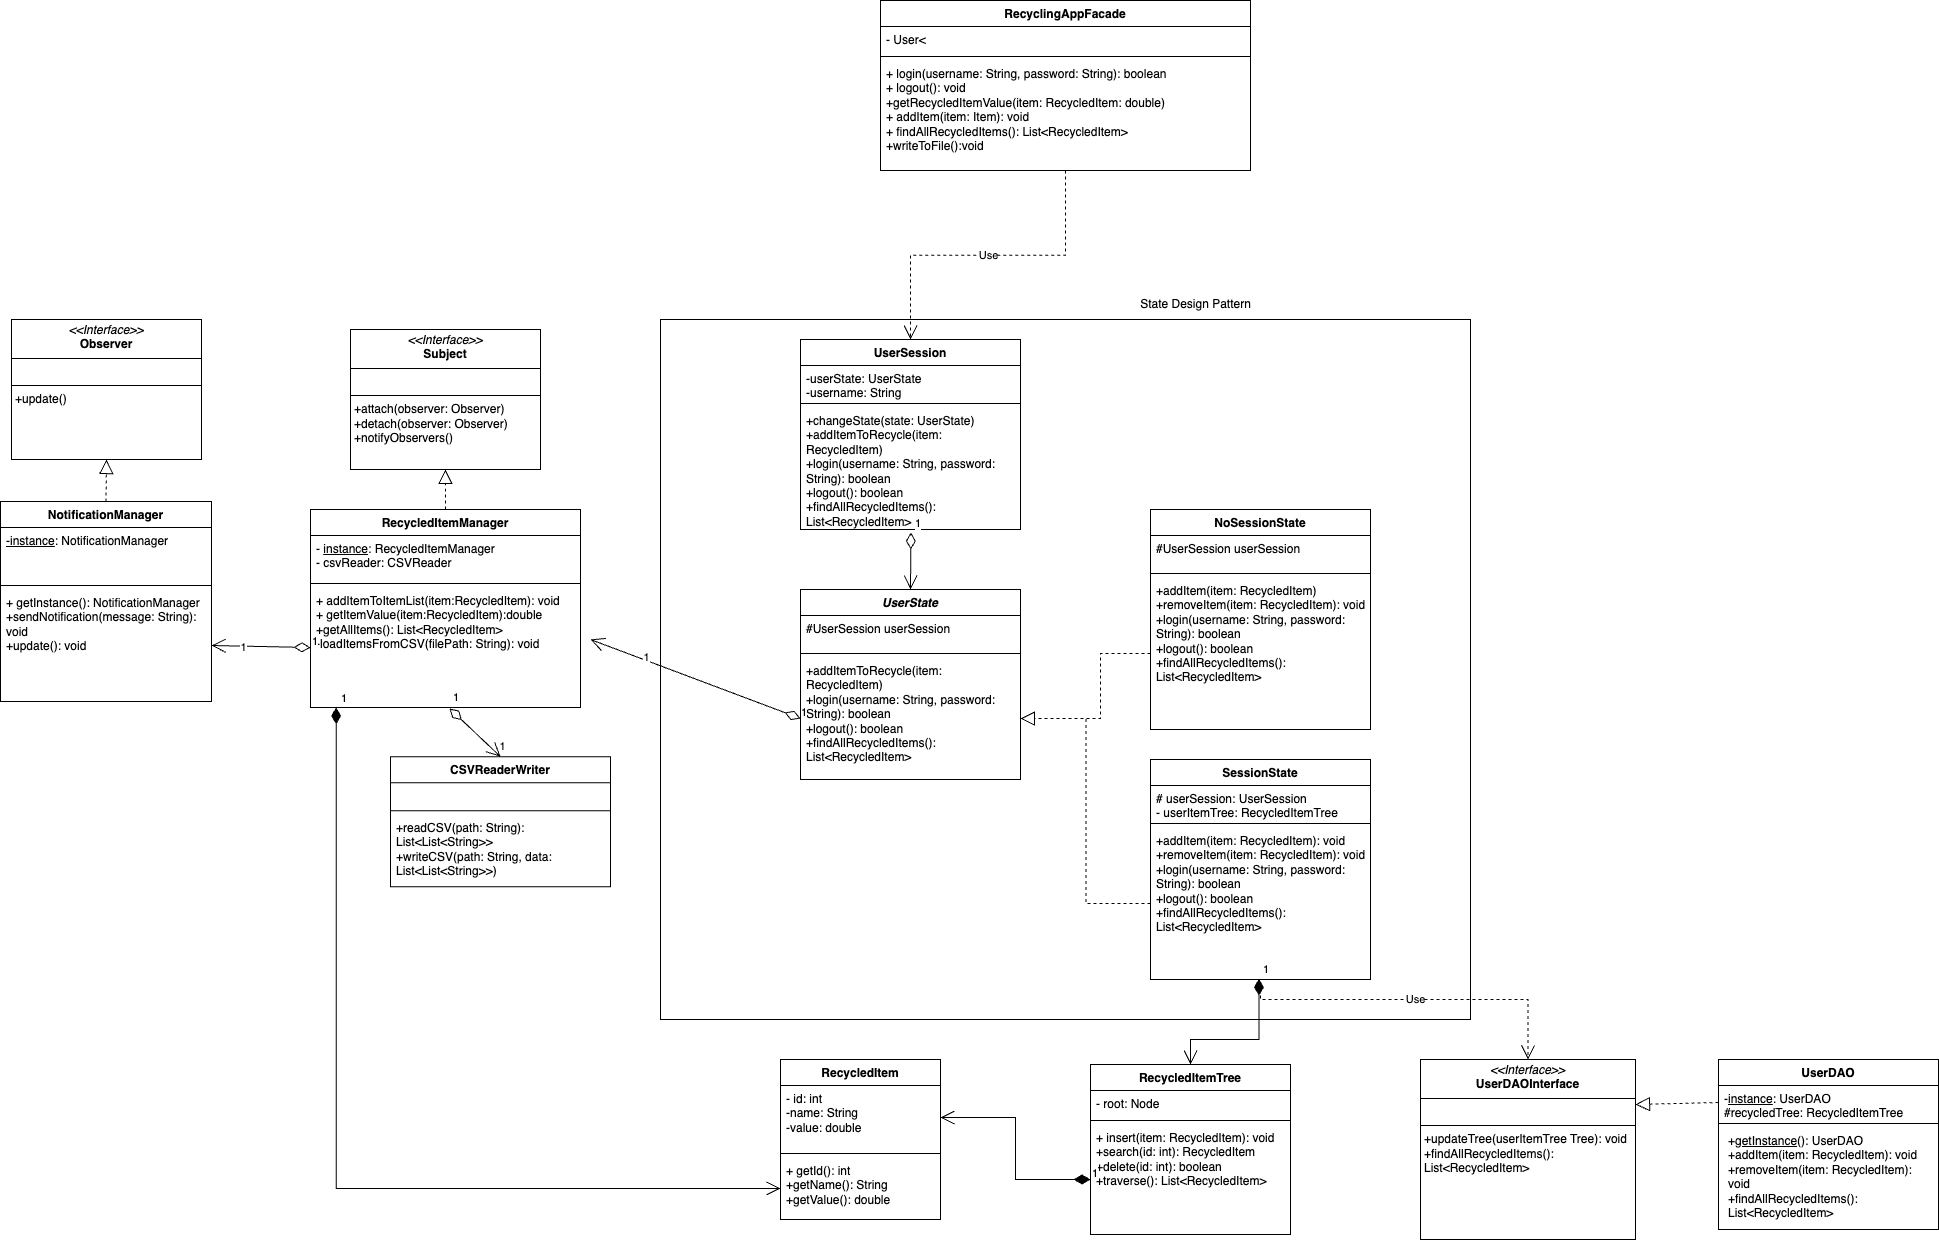 RecyclingAppFacade
- User<
+ login(username: String, password: String): boolean
+ logout(): void
+getRecycledItemValue(item: RecycledItem: double)
+ addItem(item: Item): void
+ findAllRecycledItems(): List<RecycledItem>
+writeToFile():void
Use
State Design Pattern
<<Interface>>
Observer
+update()
<<Interface>>
Subject
+attach(observer: Observer)
+detach(observer: Observer)
+notifyObservers()
UserSession
-userState: UserState
-username: String
+changeState(state: UserState)
+addItemToRecycle(item:
RecycledItem)
+login(username: String, password:
String): boolean
+logout(): boolean
+findAllRecycledItems():
List<RecycledItem>
1
NotificationManager
-instance: NotificationManager
+ getInstance(): NotificationManager
+sendNotification(message: String):
void
+update(): void
1
RecycledItemManager
- instance: RecycledItemManager
- csvReader: CSVReader
+ addItemToItemList(item:RecycledItem): void
+ getItemValue(item:RecycledItem):double
+getAllItems(): List<RecycledItem>
1
loadItemsFromCSV(filePath: String): void
1
1
1
1
UserState
#UserSession userSession
+addItemToRecycle(item:
RecycledItem)
+login(username: String, password:
1
String): boolean
+logout(): boolean
+findAllRecycledItems():
List<RecycledItem>
NoSessionState
#UserSession userSession
+addItem(item: RecycledItem)
+removeItem(item: RecycledItem): void
+login(username: String, password:
String): boolean
+logout(): boolean
+findAllRecycledItems():
List<RecycledItem>
CSVReaderWriter
+readCSV(path: String):
List<List<String>>
+writeCSV(path: String, data:
List<List<String>>)
SessionState
# userSession: UserSession
- userItemTree: RecycledItemTree
+addItem(item: RecycledItem): void
+removeItem(item: RecycledItem): void
+login(username: String, password:
String): boolean
+logout(): boolean
+findAllRecycledItems():
List<RecycledItem>
1
Use
RecycledItem
- id: int
-name: String
-value: double
+ getId(): int
+getName(): String
+getValue(): double
RecycledItemTree
- root: Node
+ insert(item: RecycledItem): void
+search(id: int): RecycledItem
+delete(id: int): boolean
1
+traverse(): List<RecycledItem>
<<Interface>>
UserDAOInterface
+updateTree(userItemTree Tree): void
+findAllRecycledItems():
List<RecycledItem>
UserDAO
-instance: UserDAO
#recycledTree: RecycledItemTree
+getInstance(): UserDAO
+addItem(item: RecycledItem): void
+removeItem(item: RecycledItem):
void
+findAllRecycledItems():
List<RecycledItem>